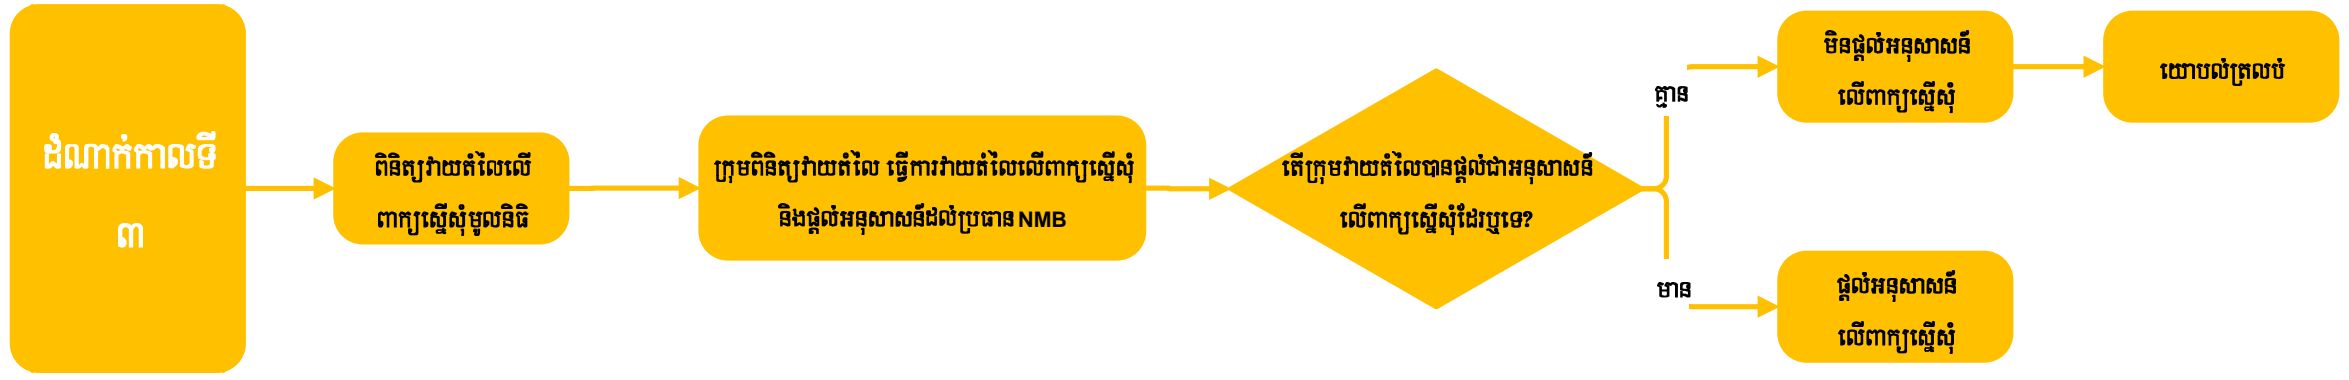 ដំណាក់កាលទី
៣
ពិនិត្យវាយតំលៃលើ
ពាក្យស្នើសុំមូលនិធិ
ក្រុមពិនិត្យវាយតំលៃ ធ្វើការវាយតំលៃលើពាក្យស្នើសុំ
និងផ្តល់អនុសាសន៍ដល់ប្រធាន NMB
តើក្រុមវាយតំលៃបានផ្តល់ជាអនុសាសន៍
លើពាក្យស្នើសុំដែរឬទេ?
គ្មាន
មិនផ្តល់អនុសាសន៍
លើពាក្យស្នើសុំ
យោបល់ត្រលប់
មាន
ផ្តល់អនុសាសន៍
លើពាក្យស្នើសុំ